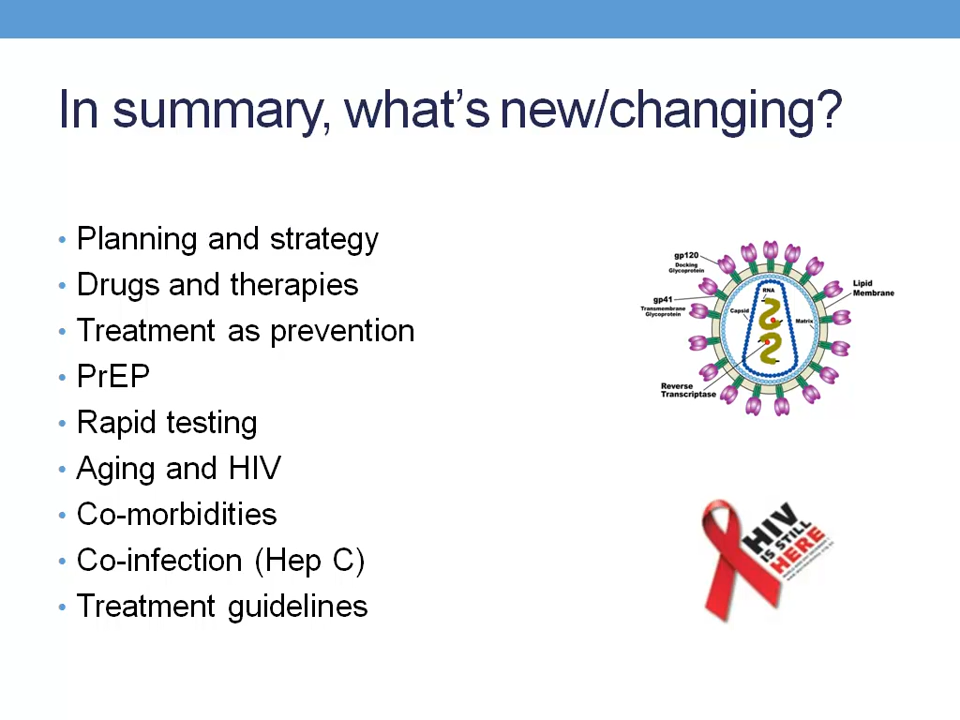 In summary, what's new/changing?
• Planning and strategy
• Drugs and therapies
• Treatment as prevention
• PrEP
• Rapid testing
• Aging and HIV
• Co-morbidities
• Co-infection (Hep C)
• Treatment guidelines
gp120
Docking
Glycoprotein
gp41
Transmembrane
Glycoprotein
RNA
Capsid
Matrix
Lipid
Membrane
Reverse
Transcriptase
HIV
IS STILL
HERE